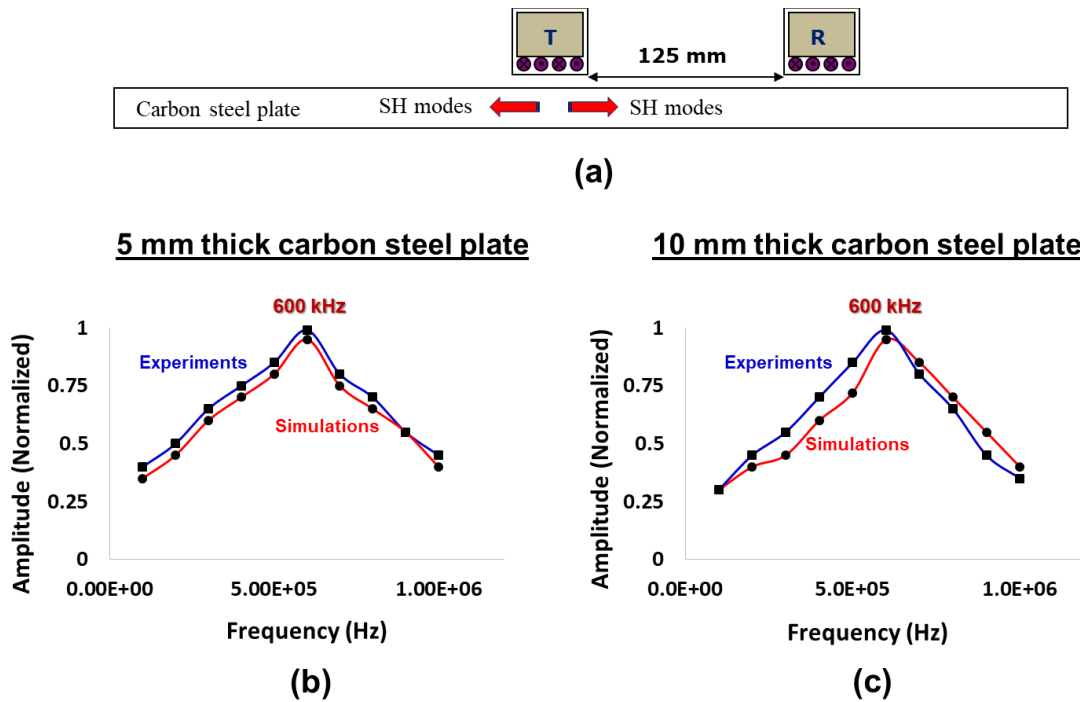 T
R
125 mm
Carbon steel plate
SH modes
SH modes
(a)
5 mm thick carbon steel plate
600 kHz
Amplitude (Normalized)
1
0.75
0.5
0.25
0
Experiments
Simulations
0.00E+00
5.00E+05
1.00E+06
Frequency (Hz)
(b)
10 mm thick carbon steel plate
600 kHz
Amplitude (Normalized)
1
0.75
0.5
0.25
0
Experiments
Simulations
0.0E+00
5.0E+05
1.0E+06
Frequency (Hz)
(c)